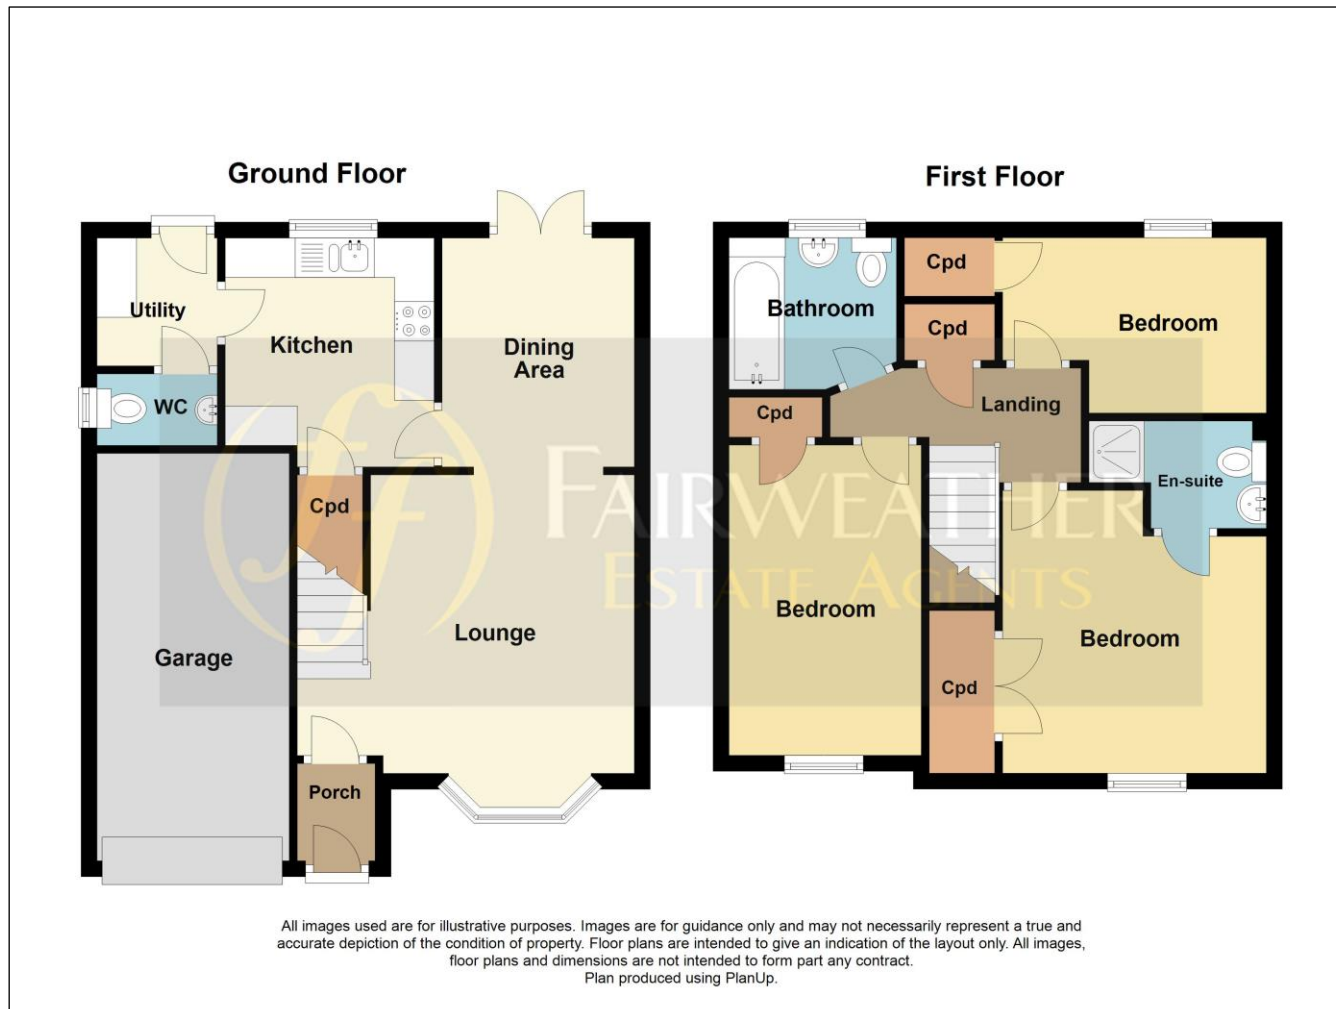 Ground Floor
First Floor
Utility
Kitchen
Dining
Area
WC
Cpd
Lounge
Garage
Porch
Bathroom
Cpd
Cpd
Bedroom
Cpd
Landing
En-suite
Bedroom
Bedroom
Cpd
FAIRWEATHER
ESTATE AGENTS
All images used are for illustrative purposes. Images are for guidance only and may not necessarily represent a true and
accurate depiction of the condition of property. Floor plans are intended to give an indication of the layout only. All images,
floor plans and dimensions are not intended to form part any contract.
Plan produced using PlanUp.